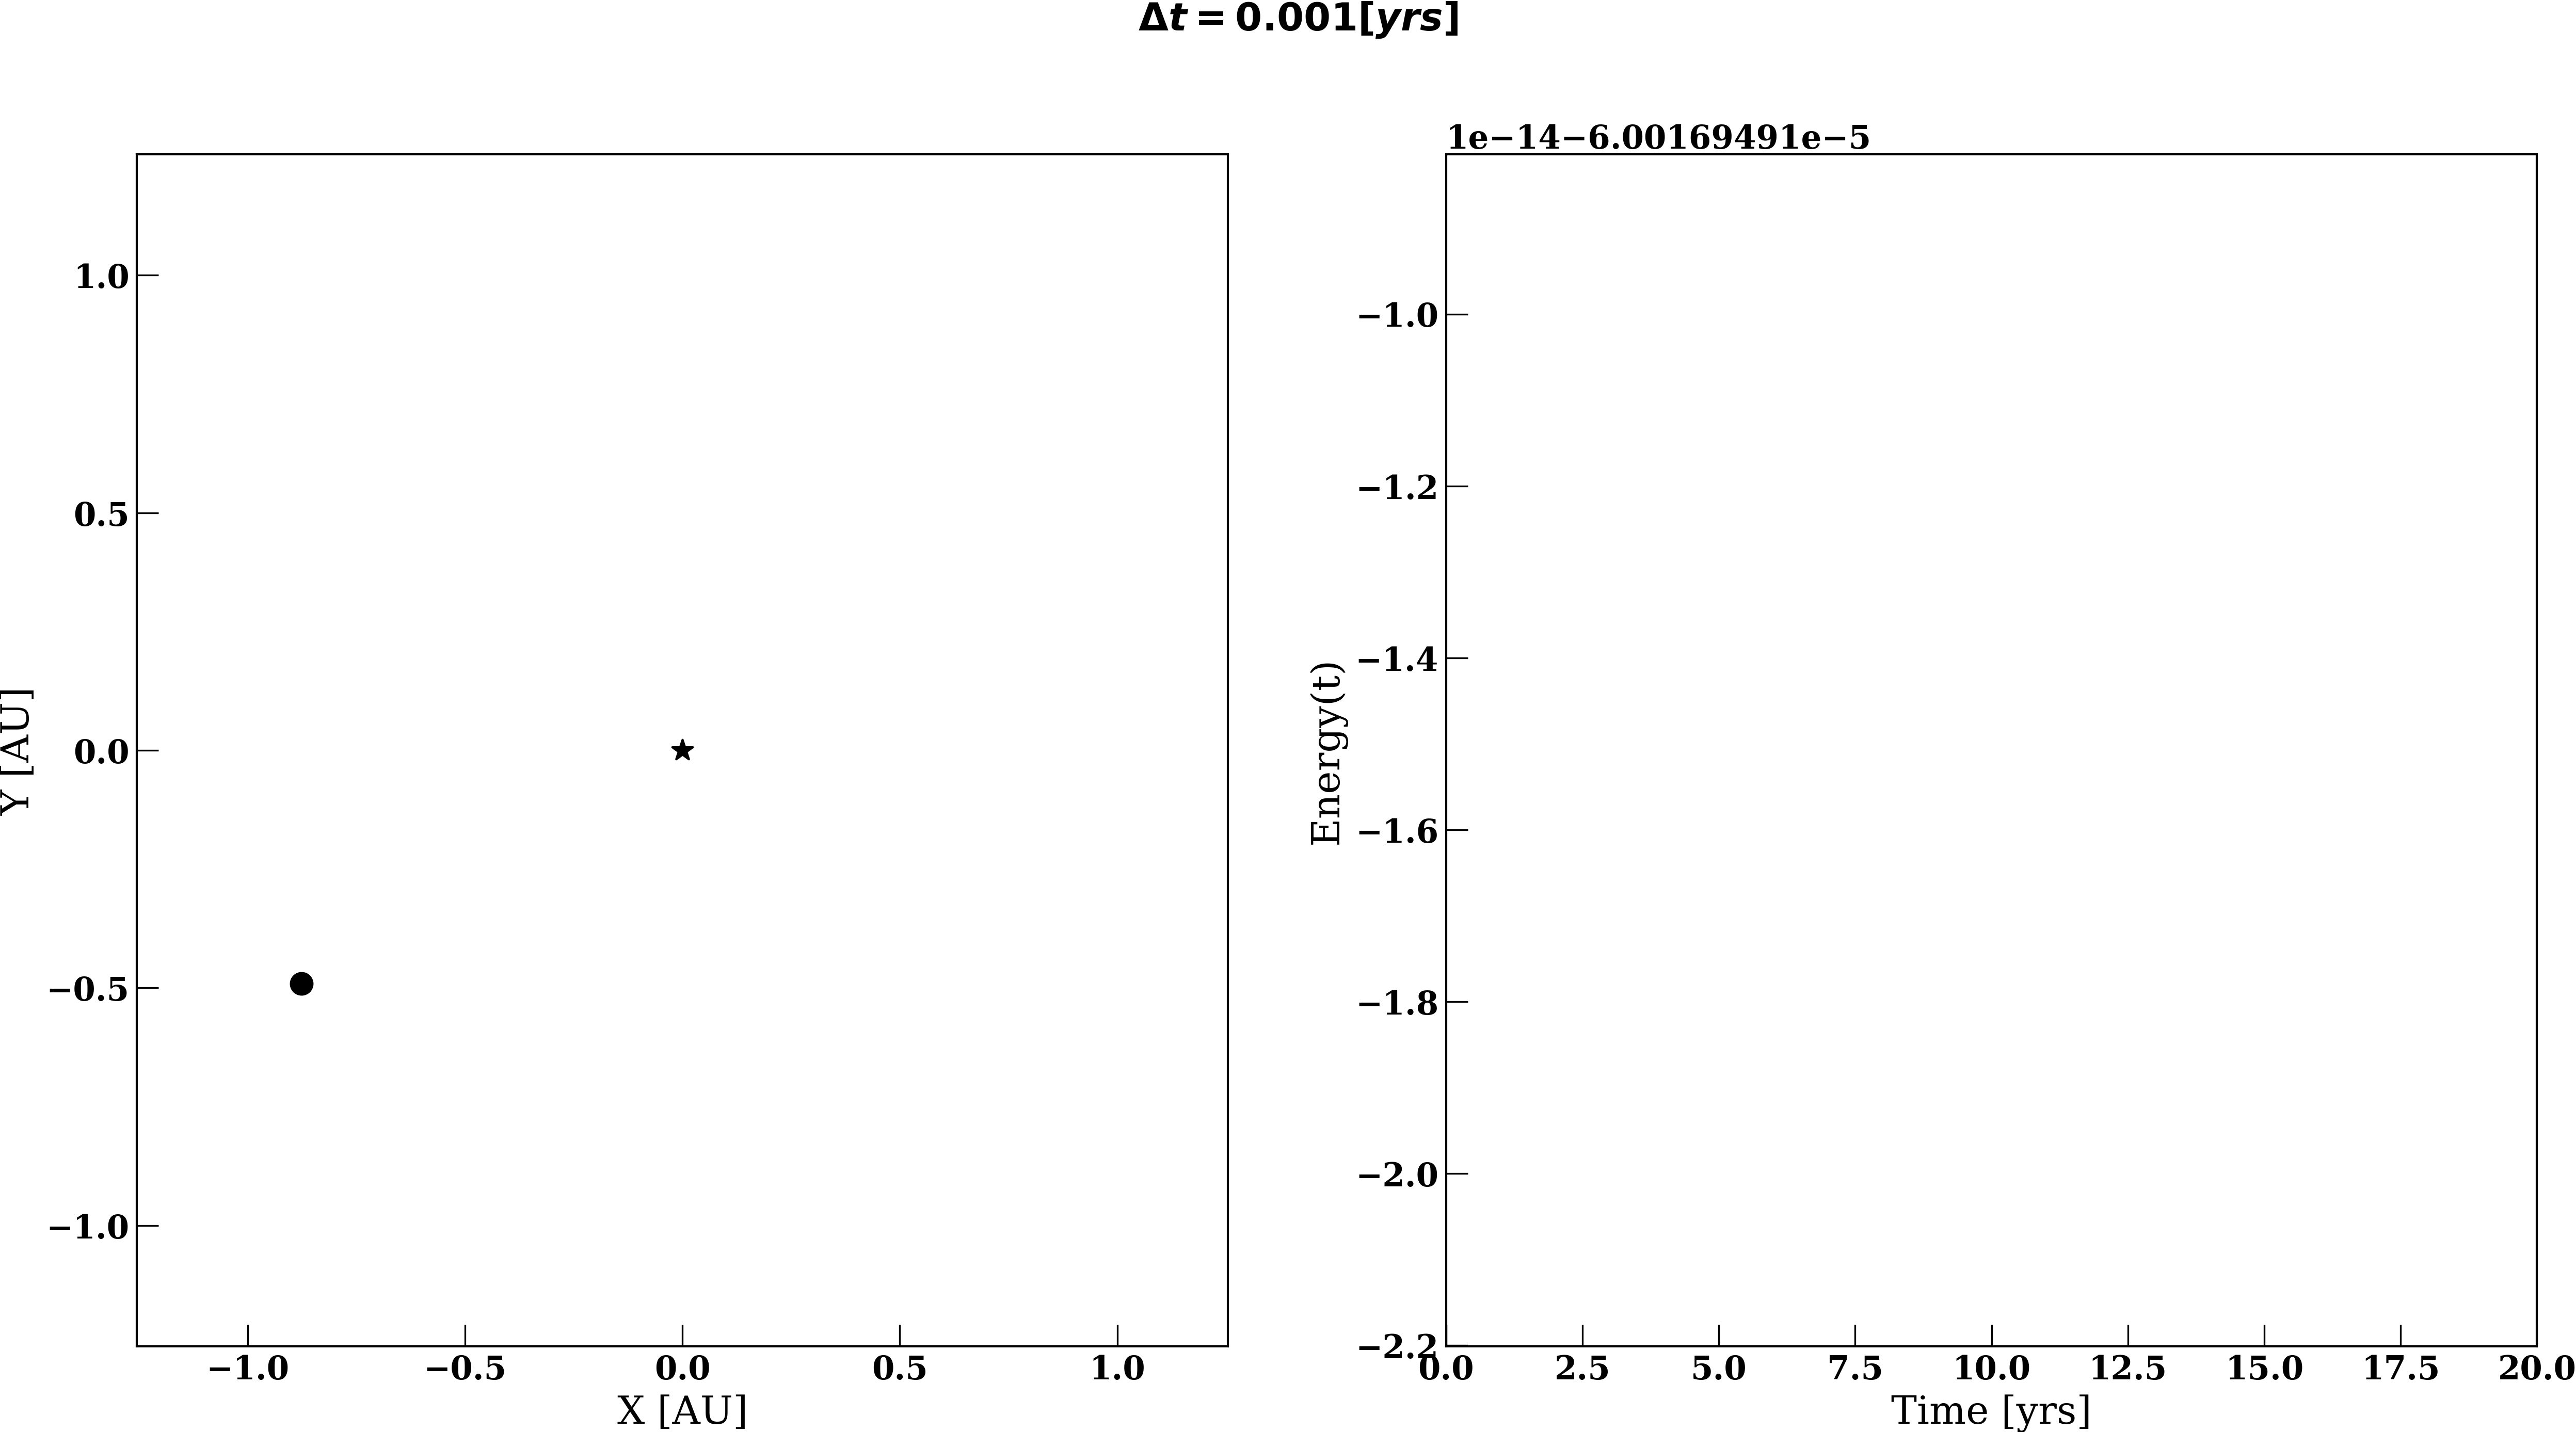 Δt = 0.001[yrs]
1.0
0.5
0.0
−0.5
−1.0
Y [AU]
−1.0 −0.5 0.0 0.5 1.0
X [AU]
1e−14−6.00169491e−5
−1.0
−1.2
−1.4
−1.6
−1.8
−2.0
−2.2
Energy(t)
0.0 2.5 5.0 7.5 10.0 12.5 15.0 17.5 20.0
Time [yrs]